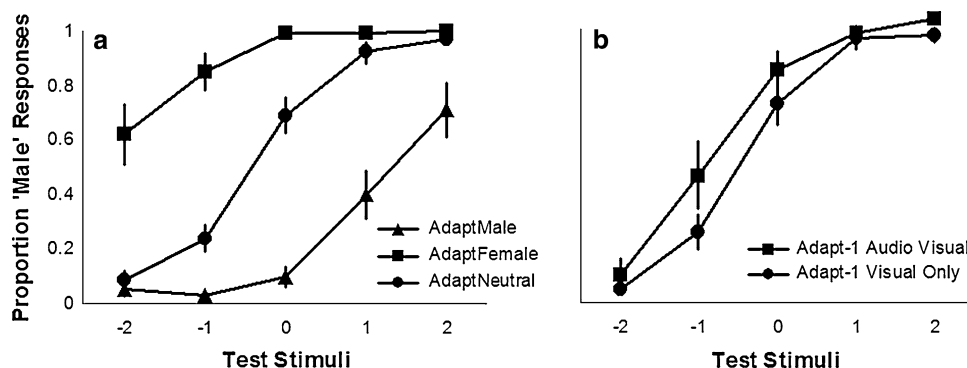 Proportion 'Male' Responses
1
0.8
0.6
0.4
0.2
0
a
AdaptMale
AdaptFemale
AdaptNeutral
-2 -1 0 1 2
Test Stimuli
b
Adapt-1 Audio Visual
Adapt-1 Visual Only
-2 -1 0 1 2
Test Stimuli